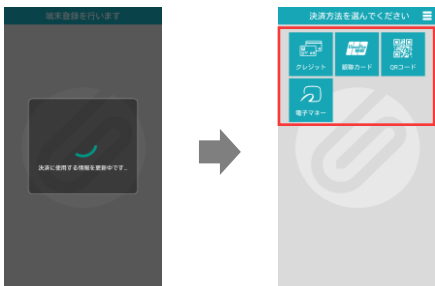 端末登録を行います
決済に使用する情報を更新中です…
決済方法を選んでください
クレジット
銀聯カード
QRコード
電子マネー